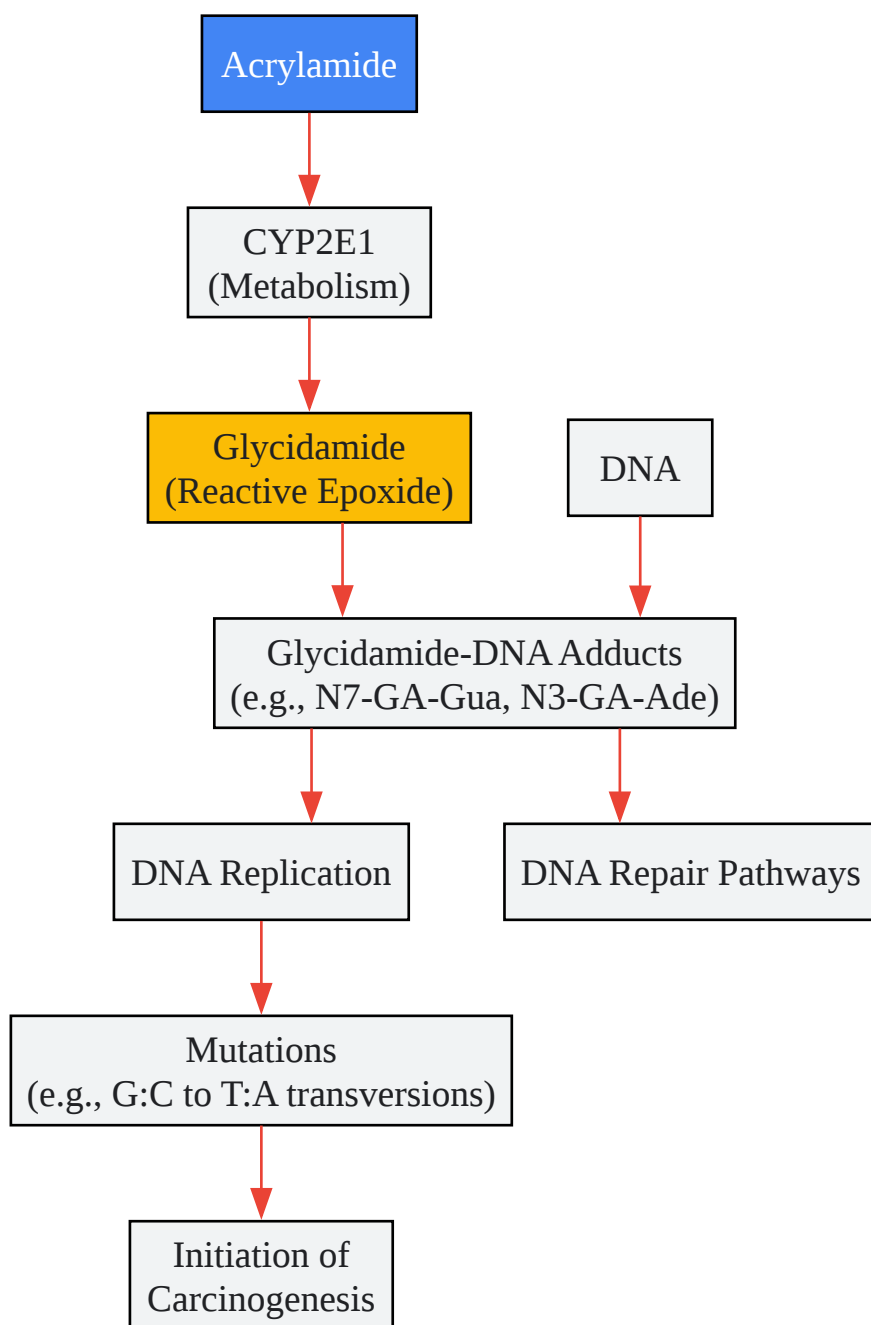 Acrylamide
CYP2E1
(Metabolism)
Glycidamide
(Reactive Epoxide)
DNA
Glycidamide-DNA Adducts
(e.g., N7-GA-Gua, N3-GA-Ade)
DNA Replication
DNA Repair Pathways
Mutations
(e.g., G:C to T:A transversions)
Initiation of
Carcinogenesis